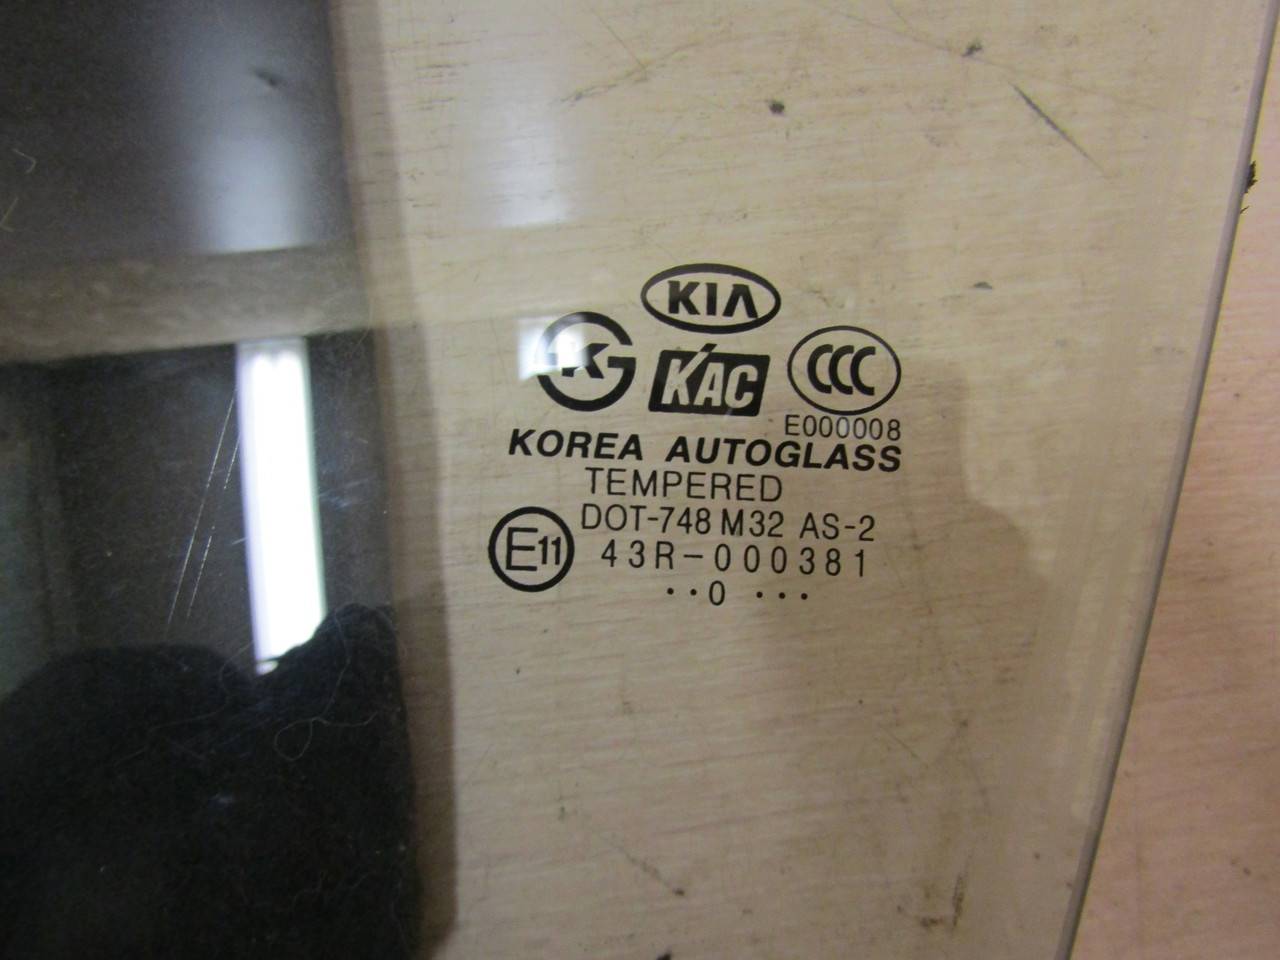 KIA
K
KAC
CCC
E000008
KOREA AUTOGLASS
TEMPERED
DOT-748 M32 AS-2
E11
43R-000381
··0 ···